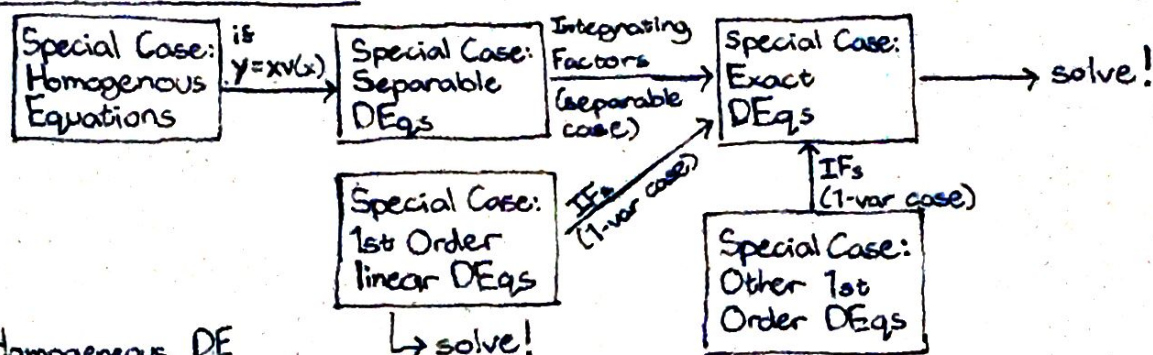 Special Case:
Homogenous
Equations
if
y=xv(x)
Special Case:
Separable
DEqs
Integrating
Factors
(separable
case)
Special Case:
Exact
DEqs
solve!
Special Case:
1st Order
linear DEqs
IFs
(1-var case)
IFs
(1-var case)
Special Case:
Other 1st
Order DEqs
solve!
Homogeneous DE